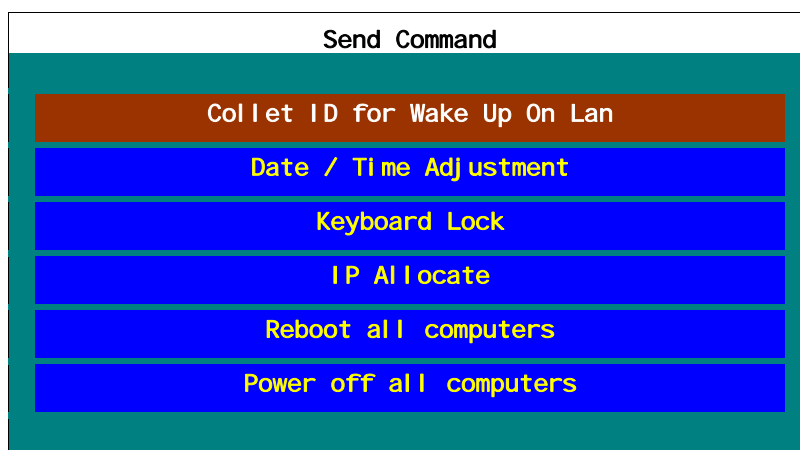 Send Command
Collet ID for Wake Up On Lan
Date / Time Adjustment
Keyboard Lock
IP Allocate
Reboot all computers
Power off all computers